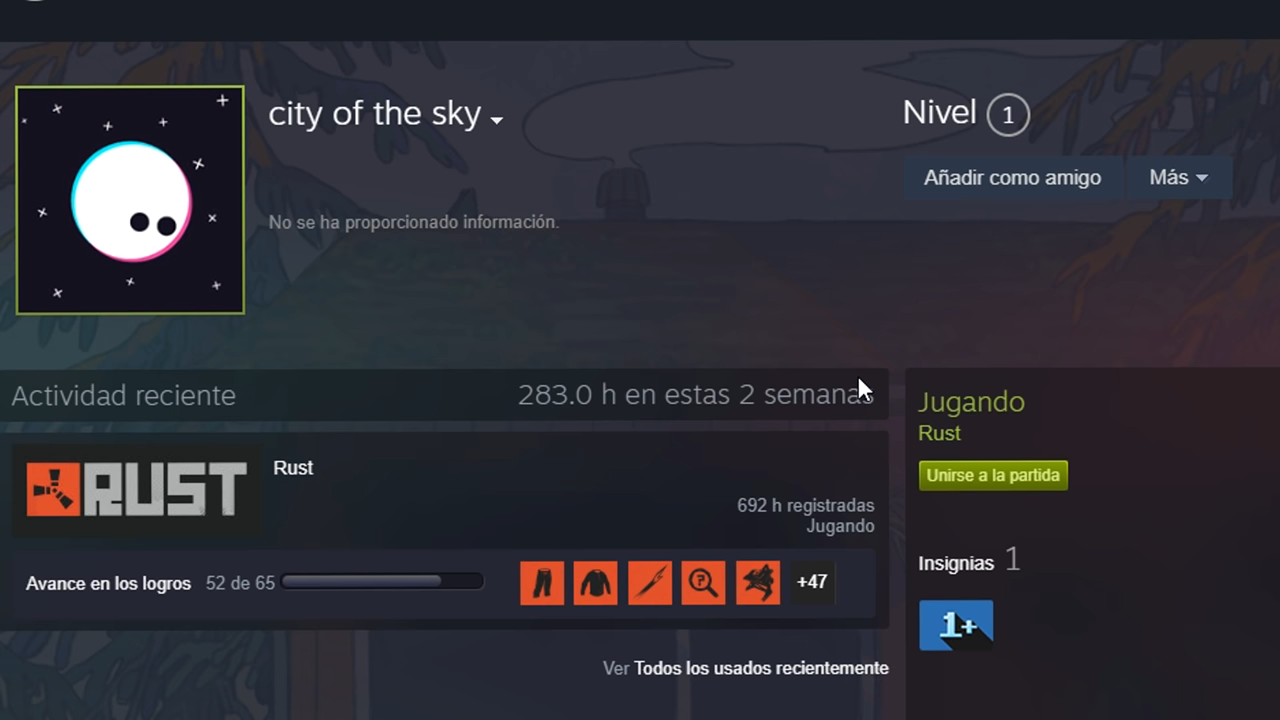 city of the sky
Nivel 1
Añadir como amigo
Más
No se ha proporcionado información.
Actividad reciente
283.0 h en estas 2 semanas
Jugando
Rust
Unirse a la partida
RUST
Rust
692 h registradas
Jugando
Avance en los logros 52 de 65
+47
Insignias 1
1+
Ver Todos los usados recientemente